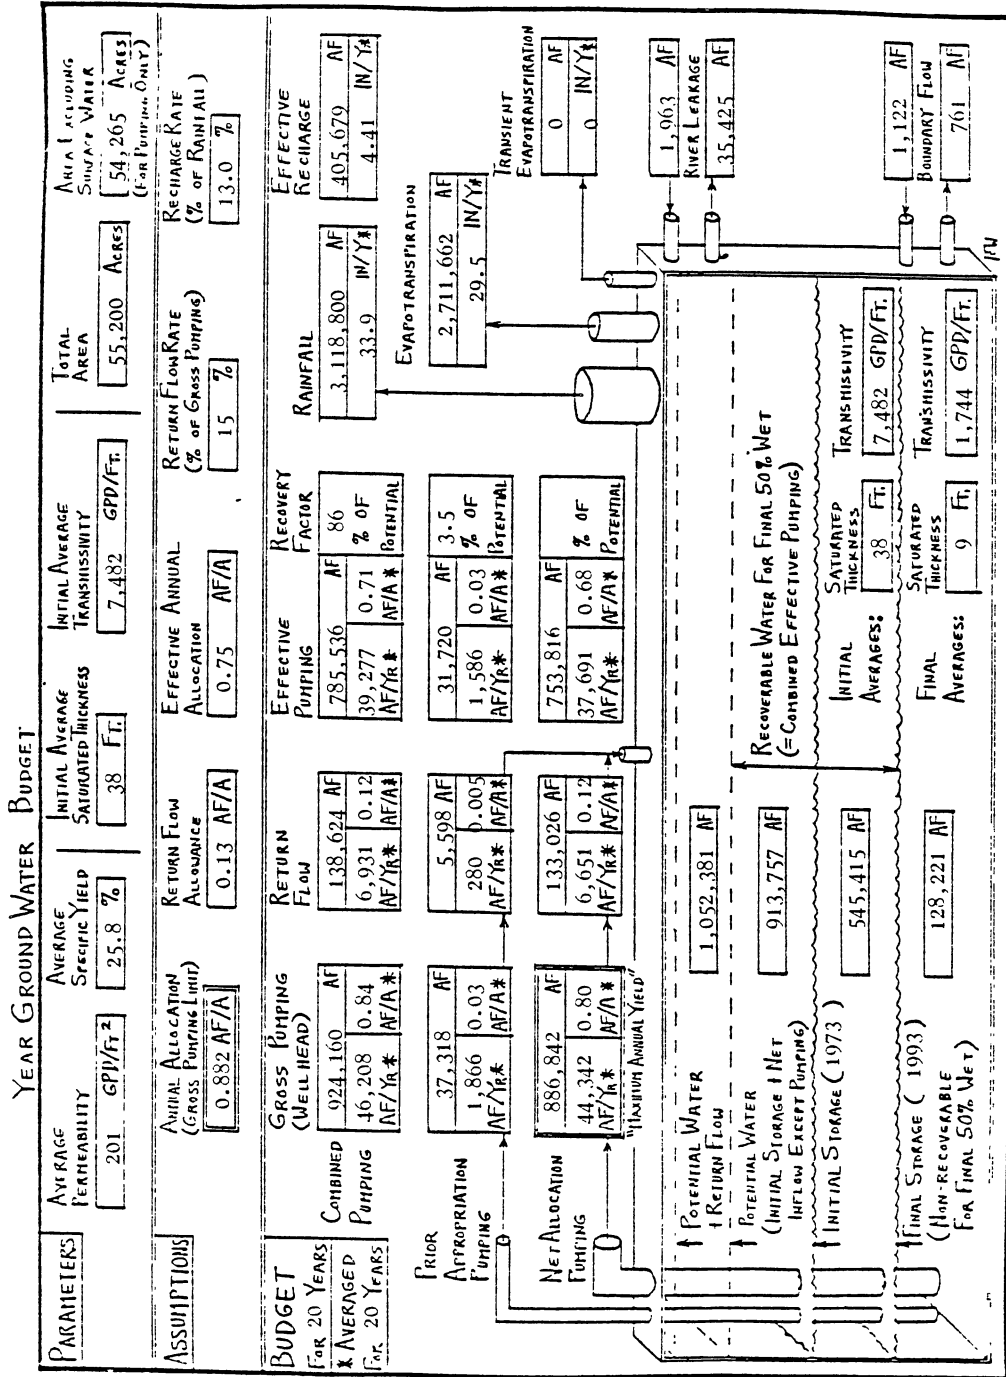 YEAR GROUND WATER BUDGET
PARAMETERS
AVERAGE PERMEABILITY
201 GPD/FT²
AVERAGE SPECIFIC YIELD
25.8 %
INITIAL AVERAGE SATURATED THICKNESS
38 FT.
INITIAL AVERAGE TRANSMISSIVITY
7,482 GPD/FT.
TOTAL AREA
55,200 ACRES
SURFACE WATER
54,265 ACRES
(FOR PUMPING ONLY)
ASSUMPTIONS
ANNUAL ALLOCATION
(GROSS PUMPING LIMIT)
0.882 AF/A
RETURN FLOW ALLOWANCE
0.13 AF/A
EFFECTIVE ANNUAL ALLOCATION
0.75 AF/A
RETURN FLOW RATE
(% OF GROSS PUMPING)
15 %
RECHARGE RATE
(% OF RAINFALL)
13.0 %
BUDGET
FOR 20 YEARS
* AVERAGED
FOR 20 YEARS
GROSS PUMPING
(WELL HEAD)
RETURN FLOW
EFFECTIVE PUMPING
RECOVERY FACTOR
RAINFALL
EFFECTIVE RECHARGE
COMBINED PUMPING
924,160 AF
46,208 AF/YR* 0.84 AF/A*
138,624 AF
6,931 AF/YR* 0.12 AF/A*
785,536 AF
39,277 AF/YR* 0.71 AF/A*
86 % OF POTENTIAL
3,118,800 AF
33.9 IN/Y*
405,679 AF
4.41 IN/Y*
PRIOR APPROPRIATION PUMPING
37,318 AF
1,866 AF/YR* 0.03 AF/A*
5,598 AF
280 AF/YR* 0.005 AF/A*
31,720 AF
1,586 AF/YR* 0.03 AF/A*
3.5 % OF POTENTIAL
EVAPOTRANSPIRATION
2,711,662 AF
29.5 IN/Y*
NET ALLOCATION PUMPING
886,842 AF
44,342 AF/YR* 0.80 AF/A*
"MAXIMUM ANNUAL YIELD"
133,026 AF
6,651 AF/YR* 0.12 AF/A*
753,816 AF
37,691 AF/YR* 0.68 AF/A*
% OF POTENTIAL
TRANSIENT EVAPOTRANSPIRATION
0 AF
0 IN/Y*
1,963 AF
RIVER LEAKAGE
35,425 AF
1,122 AF
BOUNDARY FLOW
761 AF
POTENTIAL WATER
+ RETURN FLOW
1,052,381 AF
POTENTIAL WATER
(INITIAL STORAGE + NET
INFLOW EXCEPT PUMPING)
913,757 AF
RECOVERABLE WATER FOR FINAL 50% WET
(=COMBINED EFFECTIVE PUMPING)
INITIAL STORAGE (1973)
545,415 AF
INITIAL AVERAGES:
SATURATED THICKNESS
38 FT.
TRANSMISSIVITY
7,482 GPD/FT.
FINAL STORAGE (1993)
(NON-RECOVERABLE
FOR FINAL 50% WET)
128,221 AF
FINAL AVERAGES:
SATURATED THICKNESS
9 FT.
TRANSMISSIVITY
1,744 GPD/FT.